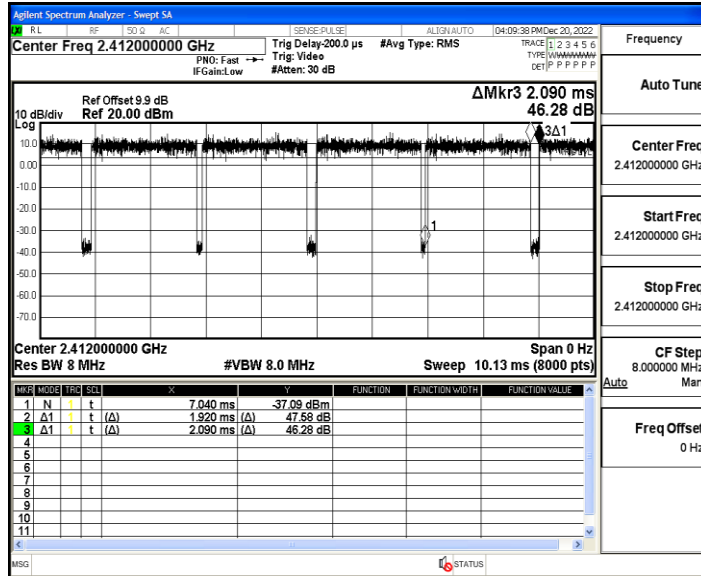 Agilent Spectrum Analyzer - Swept SA
RL RF 50 Ω AC SENSE:PULSE ALIGNAUTO 04:09:38 PM Dec 20, 2022
Center Freq 2.412000000 GHz
PNO: Fast
IFGain:Low
Trig Delay-200.0 µs
Trig: Video
#Atten: 30 dB
#Avg Type: RMS
TRACE 1 2 3 4 5 6
TYPE
DET P P P P P P
ΔMkr3 2.090 ms
46.28 dB
Ref Offset 9.9 dB
10 dB/div Ref 20.00 dBm
Log
10.0
0.00
-10.0
-20.0
-30.0
-40.0
-50.0
-60.0
-70.0
3Δ1
1
Center 2.412000000 GHz Span 0 Hz
Res BW 8 MHz #VBW 8.0 MHz Sweep 10.13 ms (8000 pts)
MKR MODE TRC SCL X Y FUNCTION FUNCTION WIDTH FUNCTION VALUE
1 N 1 t 7.040 ms -37.09 dBm
2 Δ1 1 t (Δ) 1.920 ms (Δ) 47.58 dB
3 Δ1 1 t (Δ) 2.090 ms (Δ) 46.28 dB
4
5
6
7
8
9
10
11
MSG STATUS
Frequency
Auto Tune
Center Freq
2.412000000 GHz
Start Freq
2.412000000 GHz
Stop Freq
2.412000000 GHz
CF Step
8.000000 MHz
Auto Man
Freq Offset
0 Hz